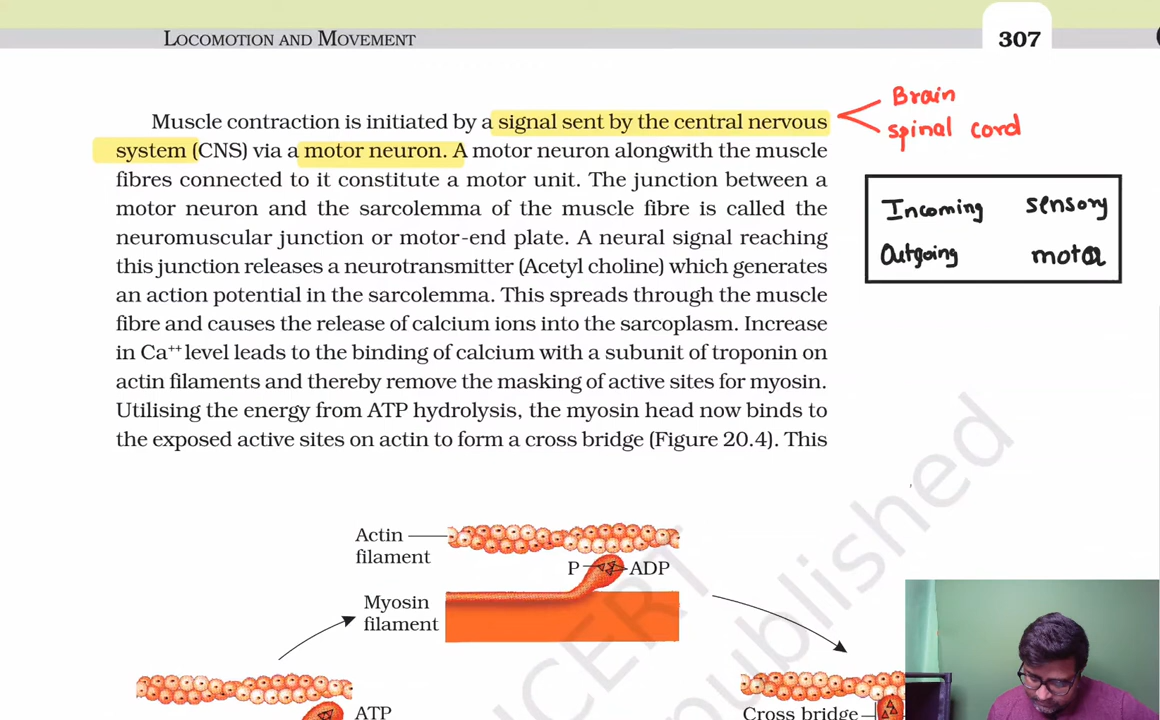 LOCOMOTION AND MOVEMENT
307
Muscle contraction is initiated by a signal sent by the central nervous
system (CNS) via a motor neuron. A motor neuron alongwith the muscle
fibres connected to it constitute a motor unit. The junction between a
motor neuron and the sarcolemma of the muscle fibre is called the
neuromuscular junction or motor-end plate. A neural signal reaching
this junction releases a neurotransmitter (Acetyl choline) which generates
an action potential in the sarcolemma. This spreads through the muscle
fibre and causes the release of calcium ions into the sarcoplasm. Increase
in Ca⁺⁺ level leads to the binding of calcium with a subunit of troponin on
actin filaments and thereby remove the masking of active sites for myosin.
Utilising the energy from ATP hydrolysis, the myosin head now binds to
the exposed active sites on actin to form a cross bridge (Figure 20.4). This
Brain
spinal cord
Incoming sensory
Outgoing motor
Actin
filament
P ADP
Myosin
filament
ATP
Cross bridge
NCERT
published